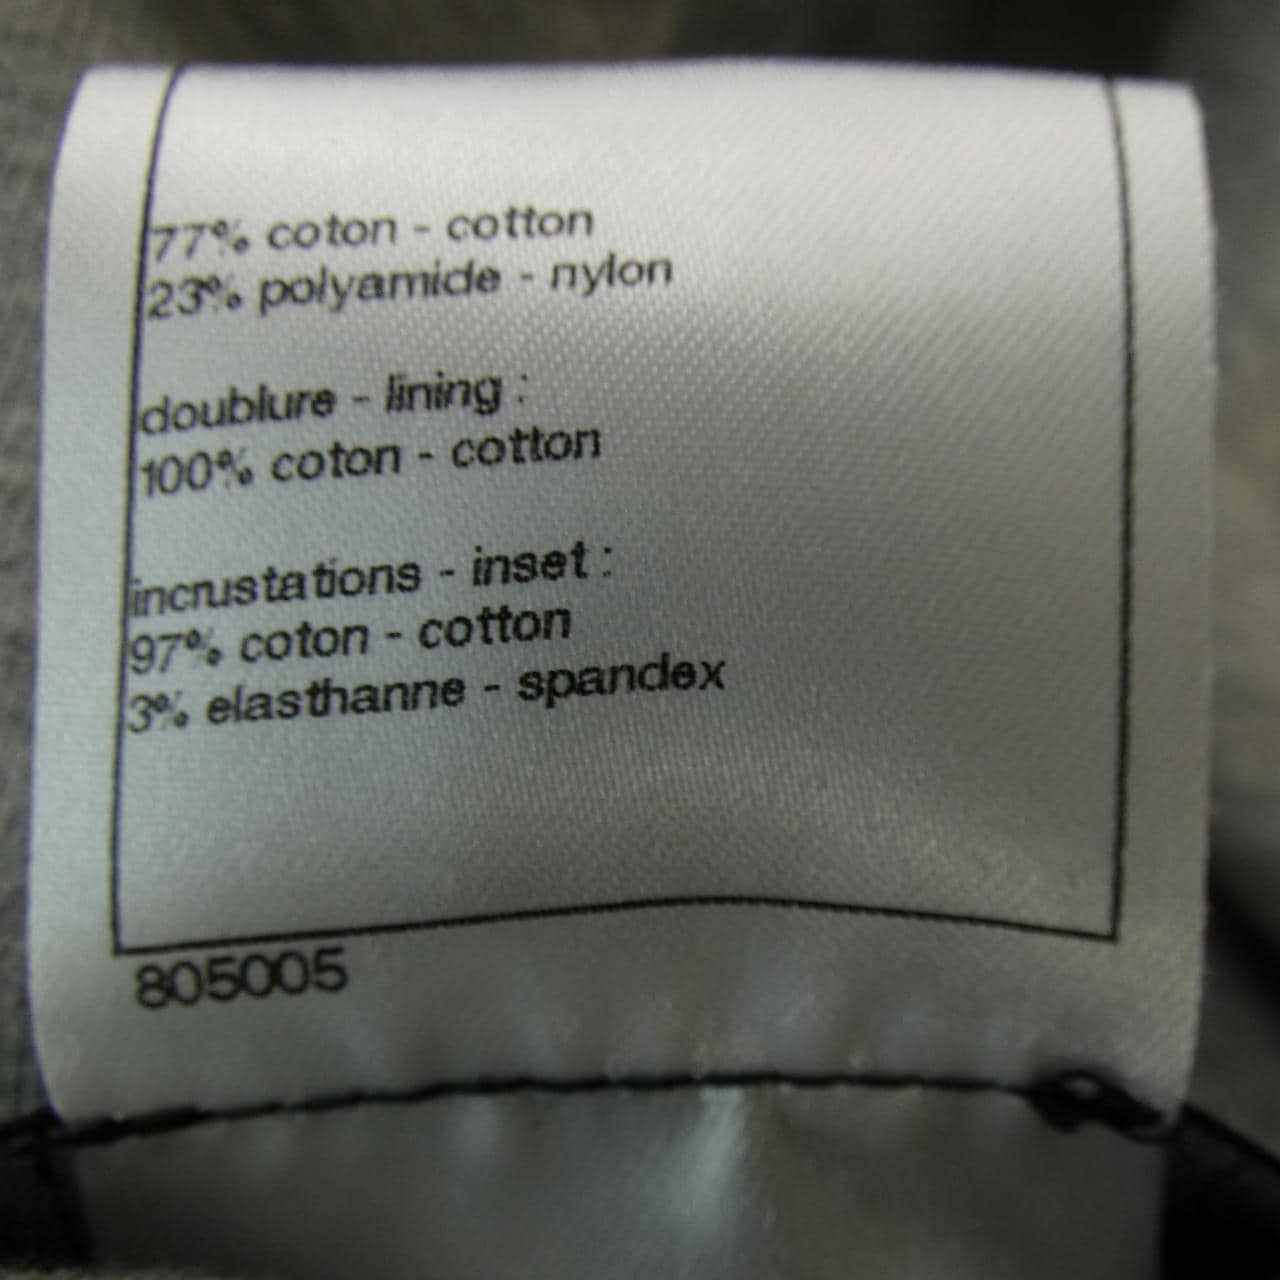 77% coton - cotton
23% polyamide - nylon
doublure - lining :
100% coton - cotton
incrustations - inset :
97% coton - cotton
3% elasthanne - spandex
805005